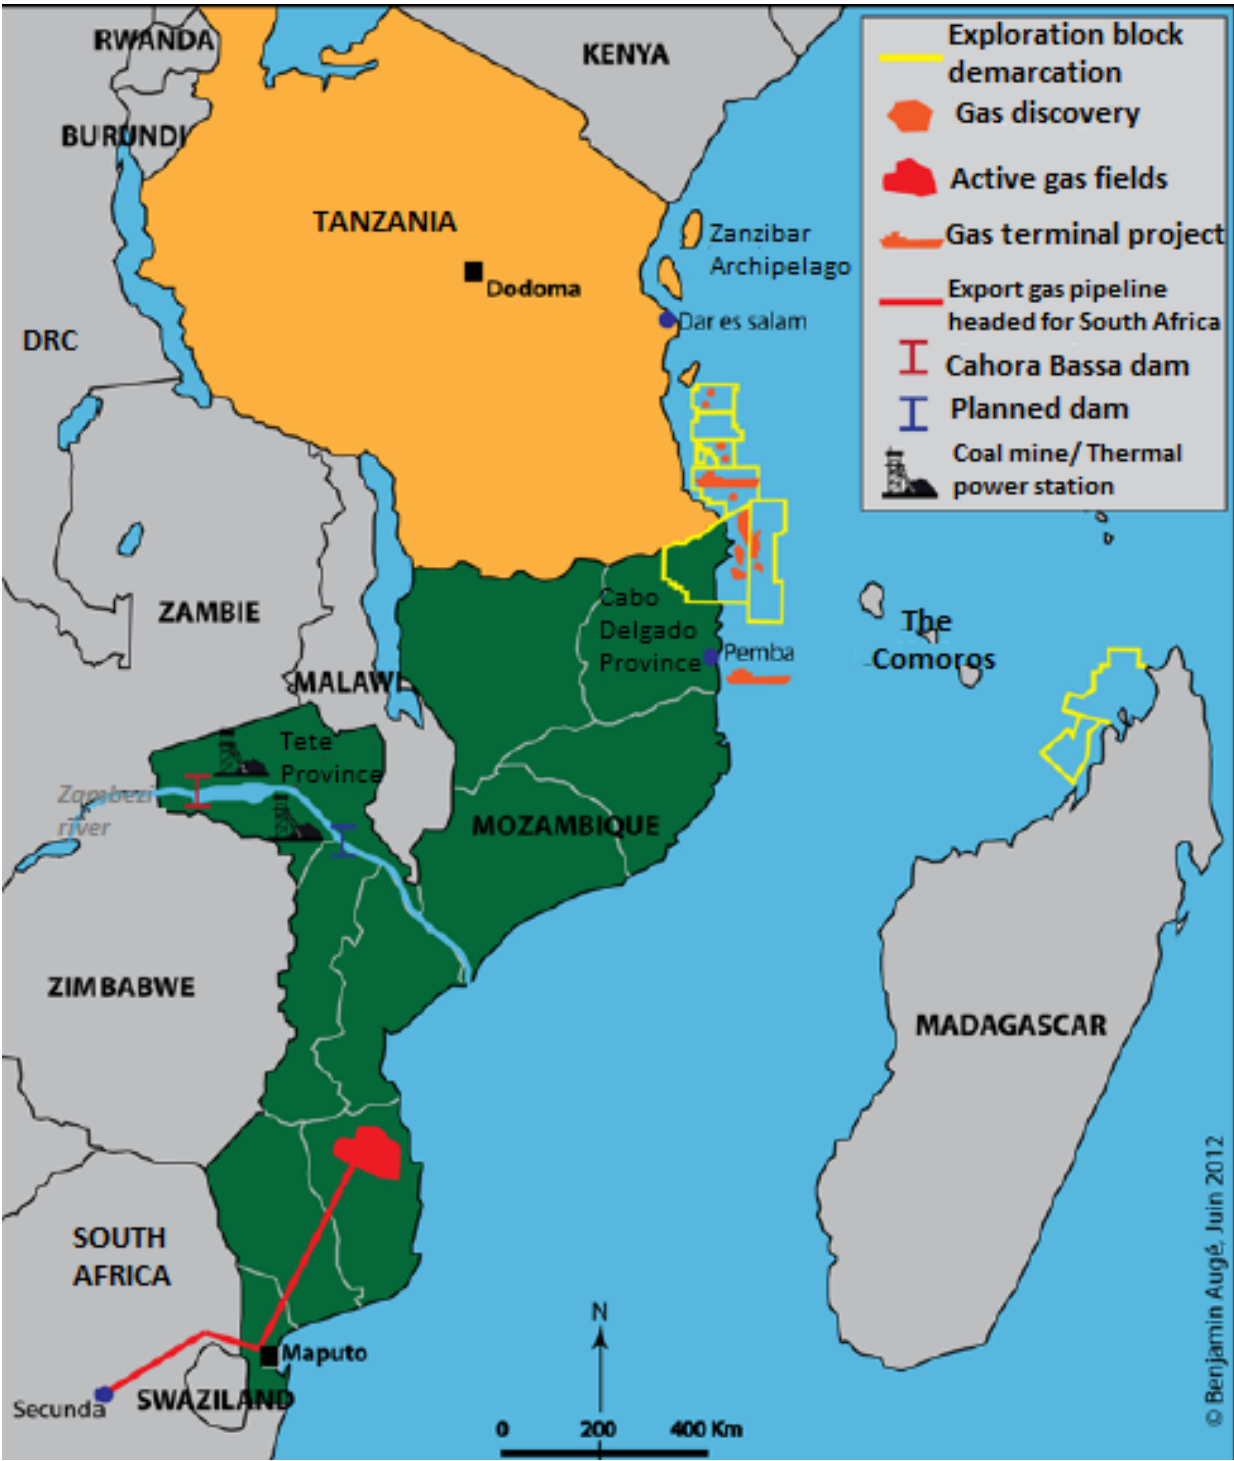 RWANDA
KENYA
BURUNDI
TANZANIA
Zanzibar
Archipelago
Dodoma
Dar es salam
DRC
Exploration block
demarcation
Gas discovery
Active gas fields
Gas terminal project
Export gas pipeline
headed for South Africa
Cahora Bassa dam
Planned dam
Coal mine/ Thermal
power station
ZAMBIE
MALAWI
Cabo
Delgado
Province
Pemba
The
Comoros
Tete
Province
Zambezi
river
MOZAMBIQUE
ZIMBABWE
MADAGASCAR
SOUTH
AFRICA
Maputo
Secunda
SWAZILAND
N
0 200 400 Km
© Benjamin Augé, Juin 2012